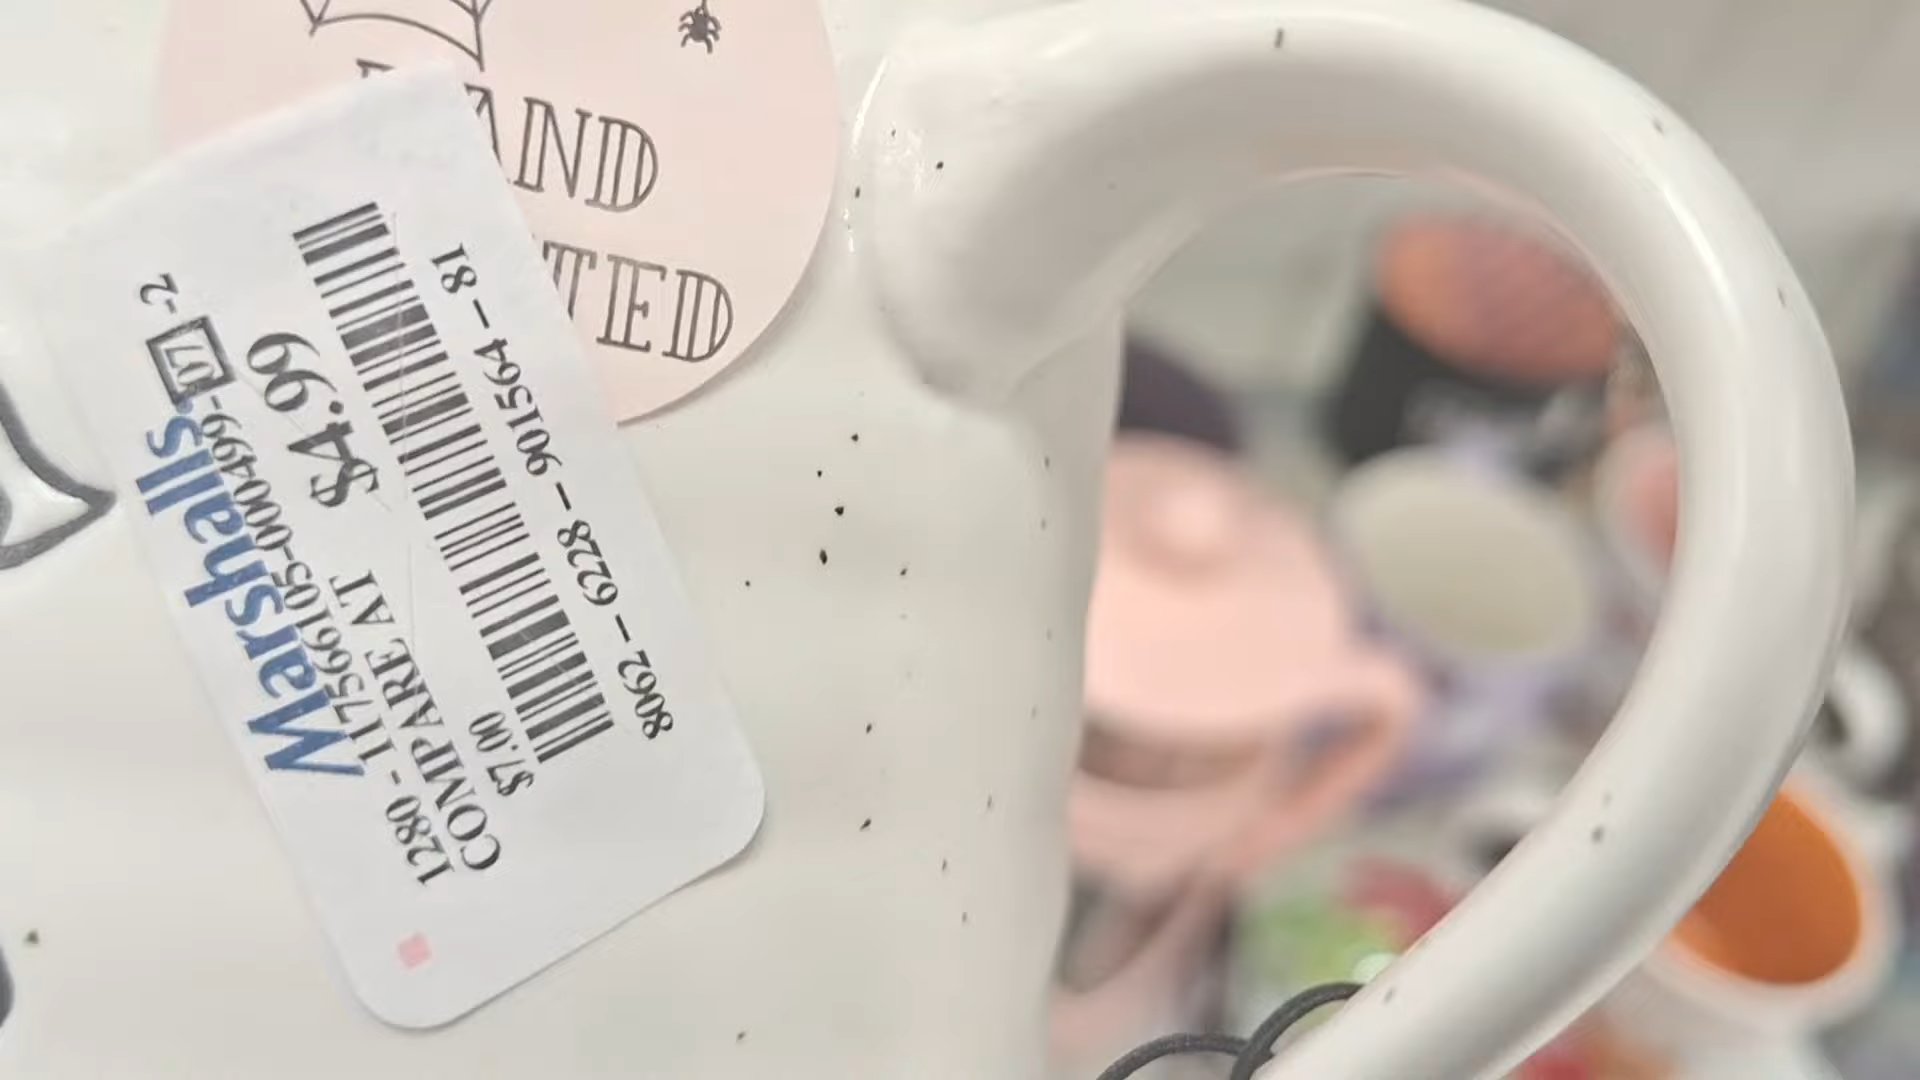 AND
TED
Marshalls
1280 - 117566105-000499-07 -2
COMPARE AT $4.99
$7.00
8062 – 6228 – 901564 – 81